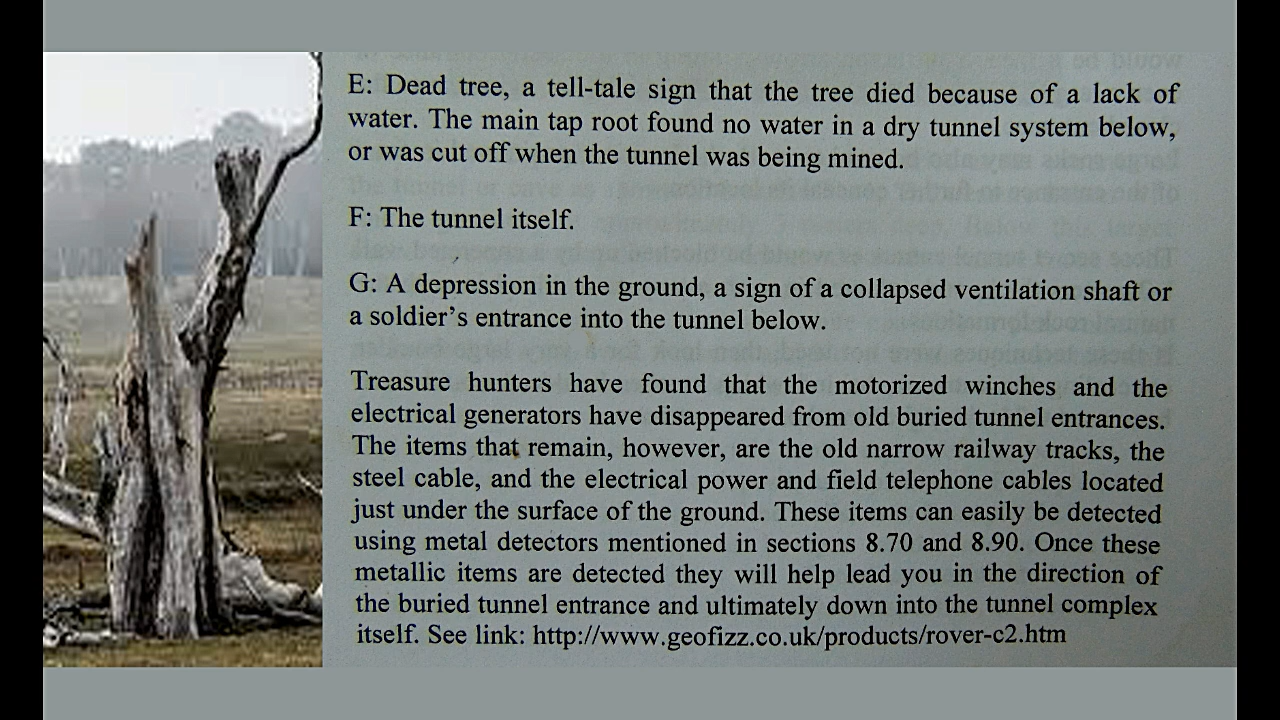 E: Dead tree, a tell-tale sign that the tree died because of a lack of
water. The main tap root found no water in a dry tunnel system below,
or was cut off when the tunnel was being mined.
F: The tunnel itself.
G: A depression in the ground, a sign of a collapsed ventilation shaft or
a soldier's entrance into the tunnel below.
Treasure hunters have found that the motorized winches and the
electrical generators have disappeared from old buried tunnel entrances.
The items that remain, however, are the old narrow railway tracks, the
steel cable, and the electrical power and field telephone cables located
just under the surface of the ground. These items can easily be detected
using metal detectors mentioned in sections 8.70 and 8.90. Once these
metallic items are detected they will help lead you in the direction of
the buried tunnel entrance and ultimately down into the tunnel complex
itself. See link: http://www.geofizz.co.uk/products/rover-c2.htm